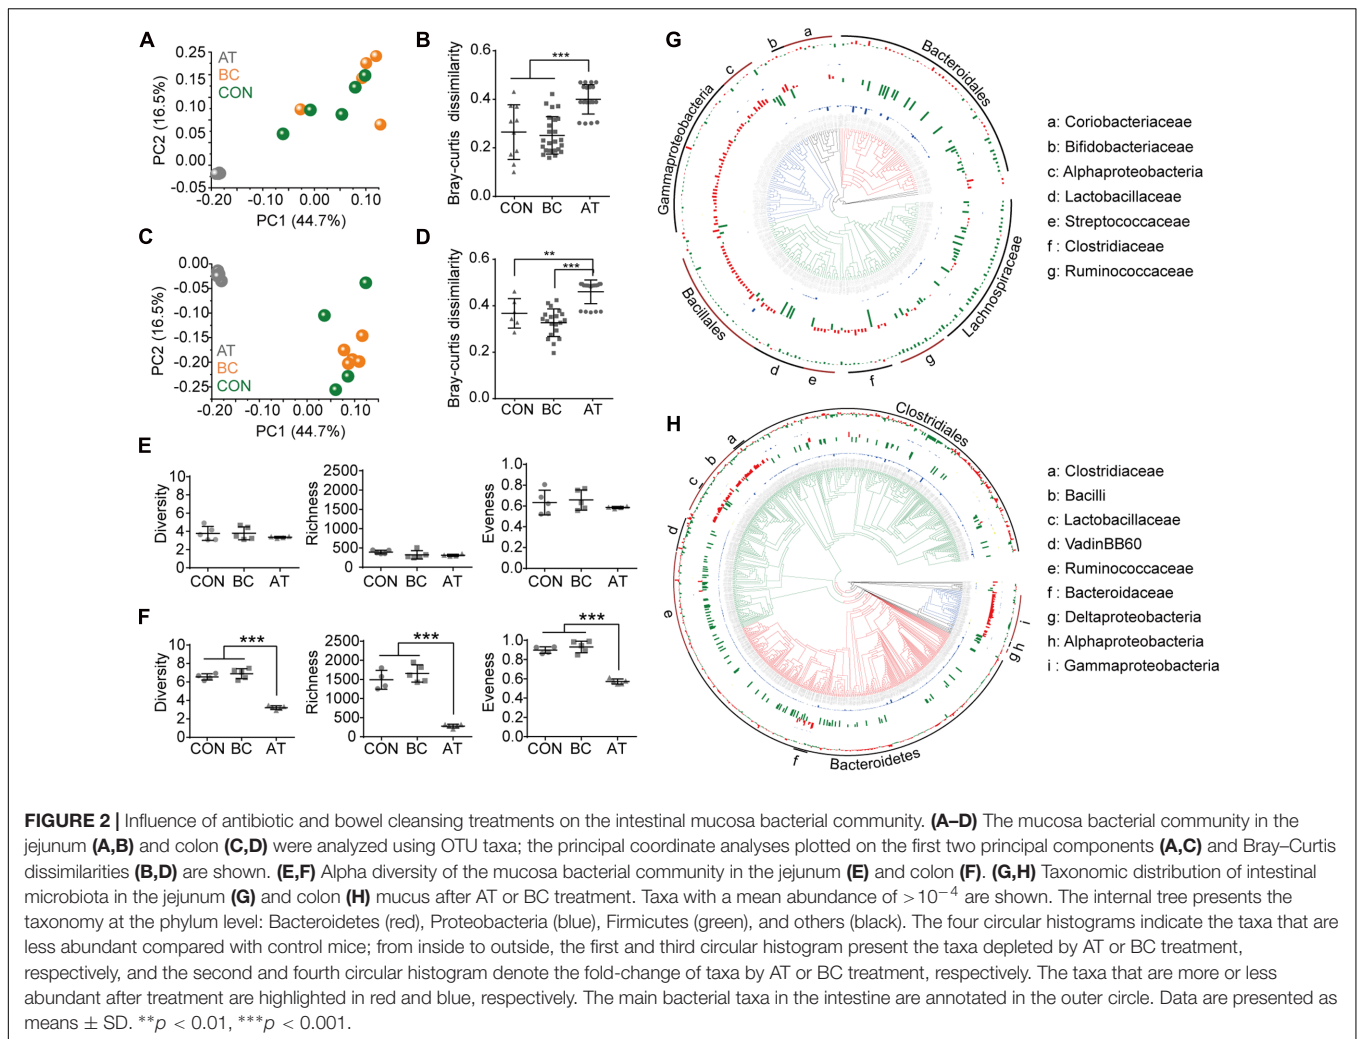 A
PC2 (16.5%)
0.25
0.15
0.10
0.05
0.00
-0.05
AT
BC
CON
-0.20 -0.10 0.00 0.10
PC1 (44.7%)
B
Bray-curtis dissimilarity
0.6
0.4
0.2
0.0
***
CON BC AT
C
PC2 (16.5%)
0.00
-0.10
-0.15
-0.20
-0.25
AT
BC
CON
-0.20 -0.10 0.00 0.10
PC1 (44.7%)
D
Bray-curtis dissimilarity
0.6
0.4
0.2
0.0
**
***
CON BC AT
E
Diversity
10
8
6
4
2
0
CON BC AT
Richness
2500
2000
1500
1000
500
0
CON BC AT
Eveness
1.0
0.8
0.6
0.4
0.2
0.0
CON BC AT
F
Diversity
10
8
6
4
2
0
***
CON BC AT
Richness
2500
2000
1500
1000
500
0
***
CON BC AT
Eveness
1.0
0.8
0.6
0.4
0.2
0.0
***
CON BC AT
G
a
b
c
Gammaproteobacteria
Bacillales
d
e
f
g
Lachnospiraceae
Bacteroidales
a: Coriobacteriaceae
b: Bifidobacteriaceae
c: Alphaproteobacteria
d: Lactobacillaceae
e: Streptococcaceae
f : Clostridiaceae
g: Ruminococcaceae
H
Clostridiales
a
b
c
d
e
f
Bacteroidetes
g h
i
a: Clostridiaceae
b: Bacilli
c: Lactobacillaceae
d: VadinBB60
e: Ruminococcaceae
f : Bacteroidaceae
g: Deltaproteobacteria
h: Alphaproteobacteria
i : Gammaproteobacteria
FIGURE 2 | Influence of antibiotic and bowel cleansing treatments on the intestinal mucosa bacterial community. (A–D) The mucosa bacterial community in the
jejunum (A,B) and colon (C,D) were analyzed using OTU taxa; the principal coordinate analyses plotted on the first two principal components (A,C) and Bray–Curtis
dissimilarities (B,D) are shown. (E,F) Alpha diversity of the mucosa bacterial community in the jejunum (E) and colon (F). (G,H) Taxonomic distribution of intestinal
microbiota in the jejunum (G) and colon (H) mucus after AT or BC treatment. Taxa with a mean abundance of >10⁻⁴ are shown. The internal tree presents the
taxonomy at the phylum level: Bacteroidetes (red), Proteobacteria (blue), Firmicutes (green), and others (black). The four circular histograms indicate the taxa that are
less abundant compared with control mice; from inside to outside, the first and third circular histogram present the taxa depleted by AT or BC treatment,
respectively, and the second and fourth circular histogram denote the fold-change of taxa by AT or BC treatment, respectively. The taxa that are more or less
abundant after treatment are highlighted in red and blue, respectively. The main bacterial taxa in the intestine are annotated in the outer circle. Data are presented as
means ± SD. **p < 0.01, ***p < 0.001.